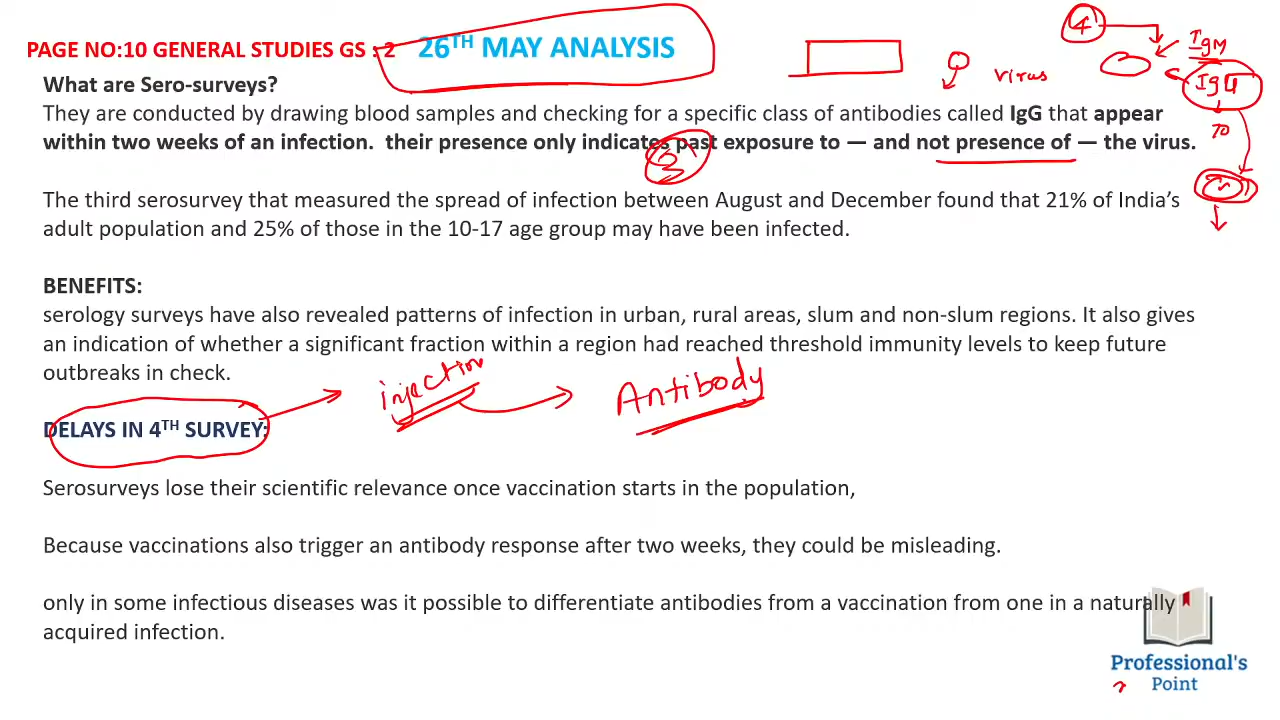 PAGE NO:10 GENERAL STUDIES GS : 2 26TH MAY ANALYSIS
What are Sero-surveys?
They are conducted by drawing blood samples and checking for a specific class of antibodies called IgG that appear
within two weeks of an infection. their presence only indicates past exposure to — and not presence of — the virus.
The third serosurvey that measured the spread of infection between August and December found that 21% of India's
adult population and 25% of those in the 10-17 age group may have been infected.
BENEFITS:
serology surveys have also revealed patterns of infection in urban, rural areas, slum and non-slum regions. It also gives
an indication of whether a significant fraction within a region had reached threshold immunity levels to keep future
outbreaks in check.
DELAYS IN 4TH SURVEY:
Serosurveys lose their scientific relevance once vaccination starts in the population,
Because vaccinations also trigger an antibody response after two weeks, they could be misleading.
only in some infectious diseases was it possible to differentiate antibodies from a vaccination from one in a naturally
acquired infection.
4
virus
IgM
IgG
injection
Antibody
Professional's
Point